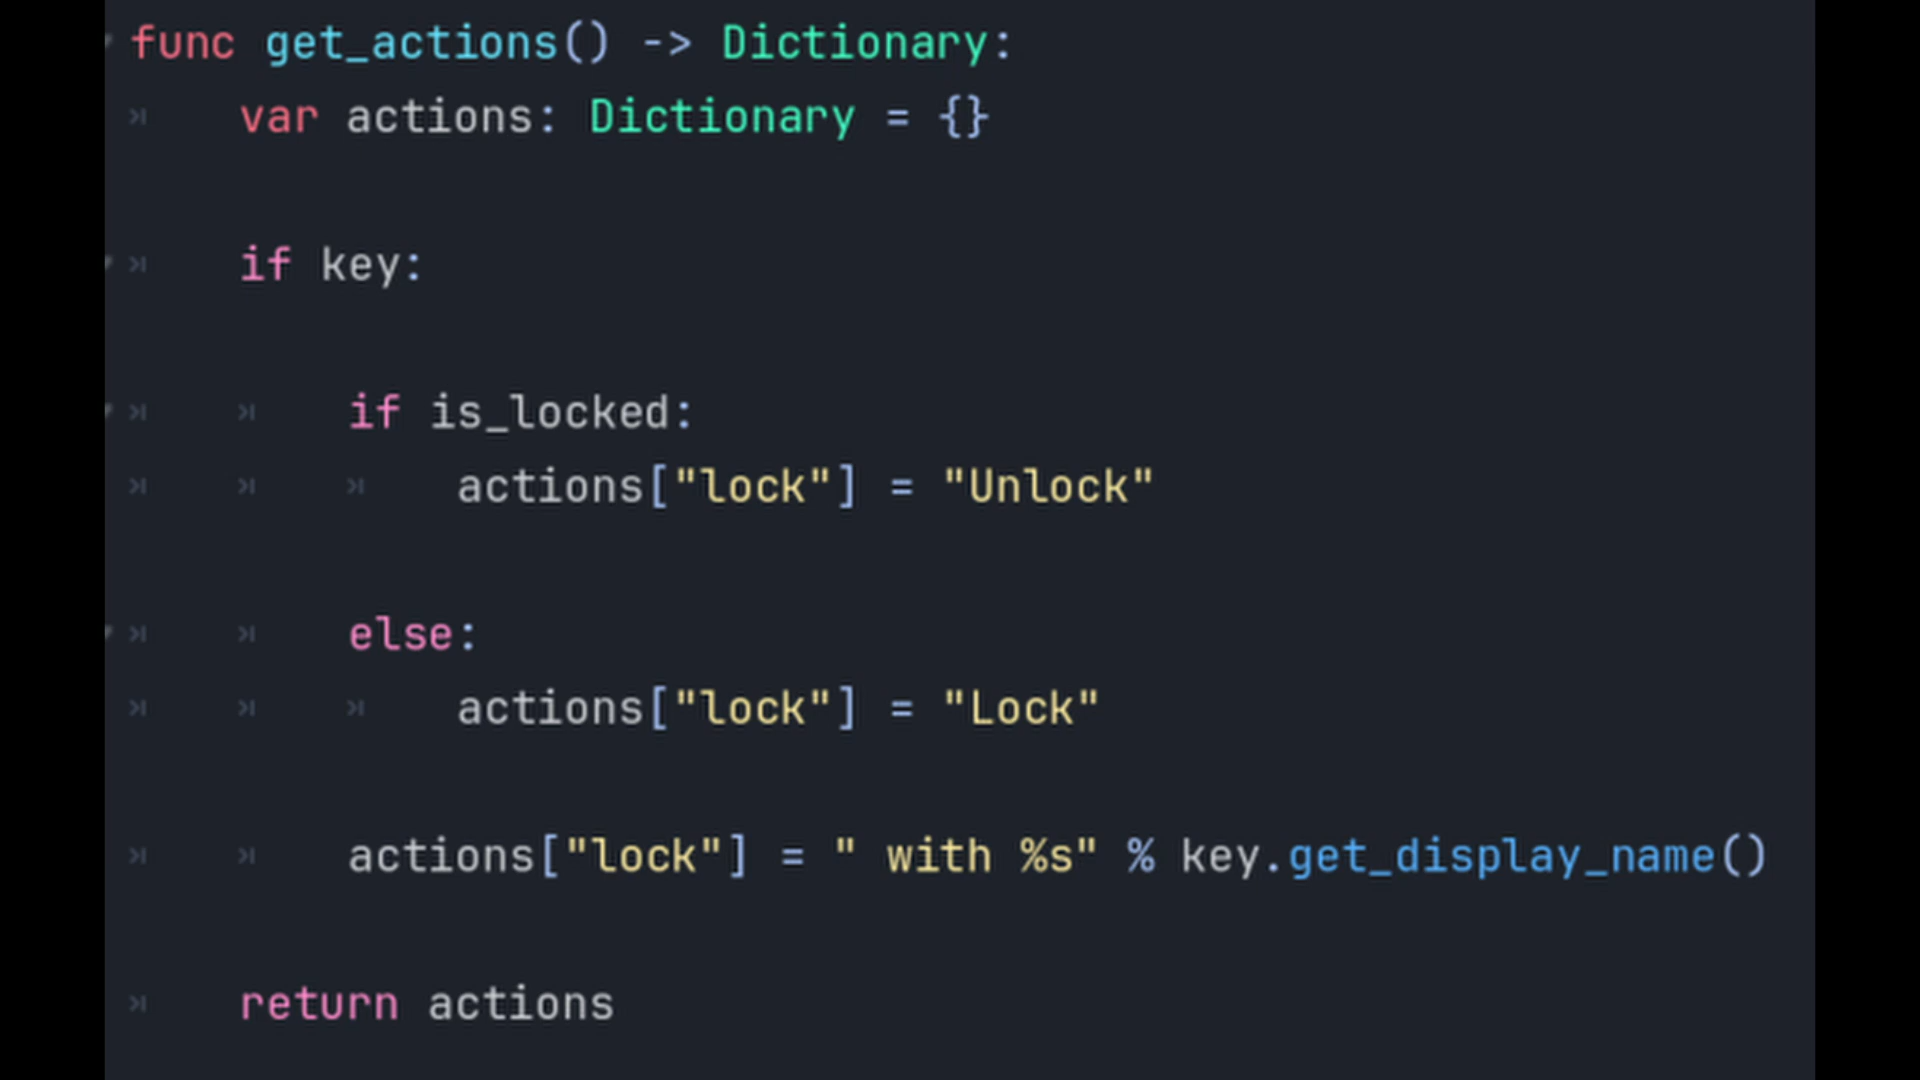 func get_actions() -> Dictionary:
var actions: Dictionary = {}
if key:
if is_locked:
actions["lock"] = "Unlock"
else:
actions["lock"] = "Lock"
actions["lock"] = " with %s" % key.get_display_name()
return actions